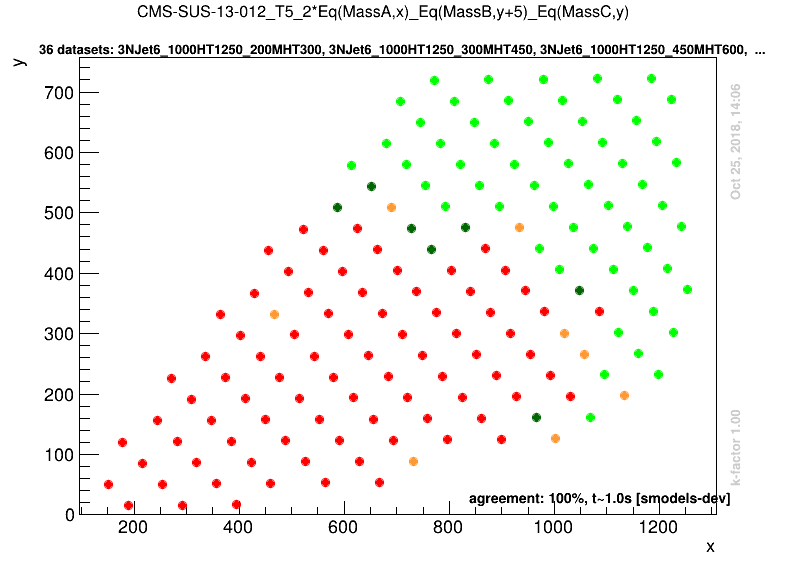 CMS-SUS-13-012_T5_2*Eq(MassA,x)_Eq(MassB,y+5)_Eq(MassC,y)
36 datasets: 3NJet6_1000HT1250_200MHT300, 3NJet6_1000HT1250_300MHT450, 3NJet6_1000HT1250_450MHT600, ...
y
700
600
500
400
300
200
100
0
Oct 25, 2018, 14:06
k-factor 1.00
agreement: 100%, t~1.0s [smodels-dev]
200 400 600 800 1000 1200
x